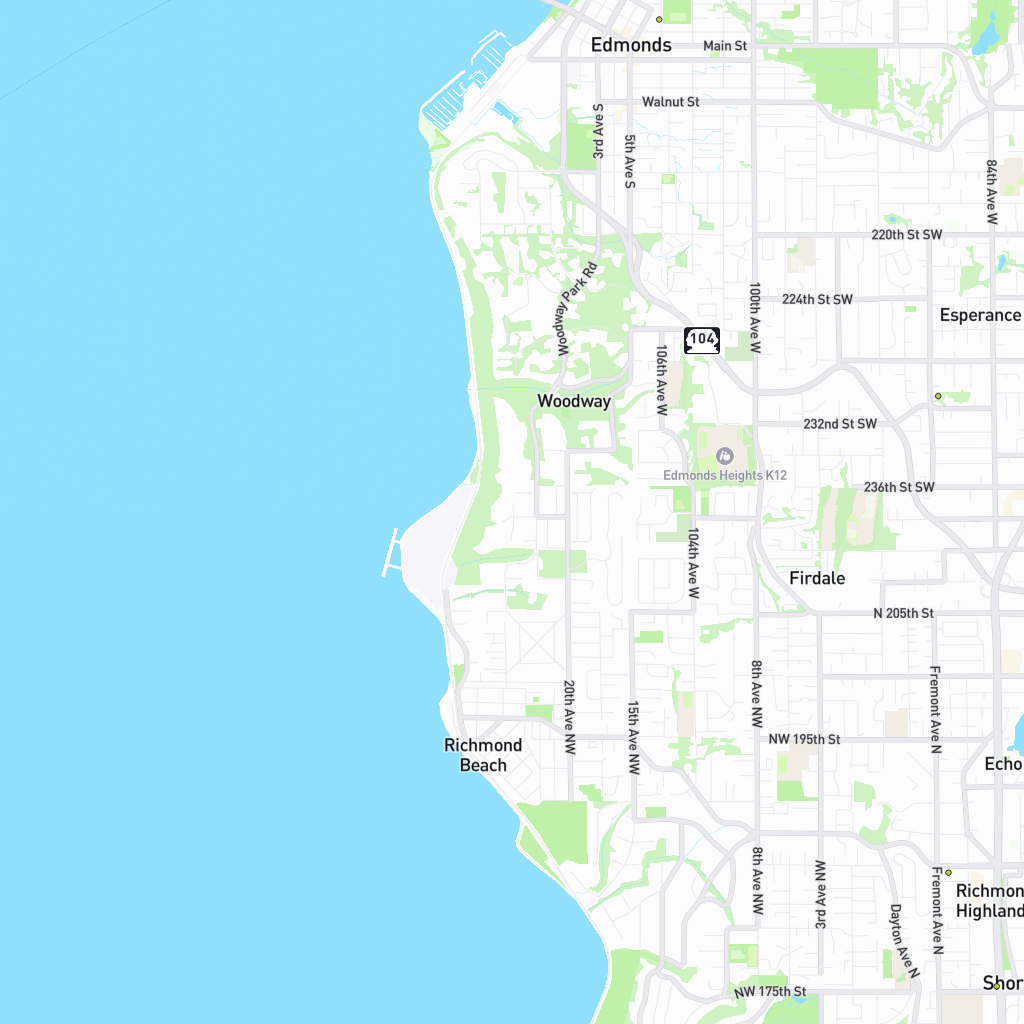 Edmonds
Main St
Walnut St
3rd Ave S
5th Ave S
84th Ave W
220th St SW
Woodway Park Rd
100th Ave W
224th St SW
Esperance
104
106th Ave W
Woodway
232nd St SW
Edmonds Heights K12
236th St SW
104th Ave W
Firdale
N 205th St
20th Ave NW
15th Ave NW
8th Ave NW
Fremont Ave N
Richmond
Beach
NW 195th St
Echo
8th Ave NW
3rd Ave NW
Fremont Ave N
Richmon
Highland
Dayton Ave N
Shor
NW 175th St